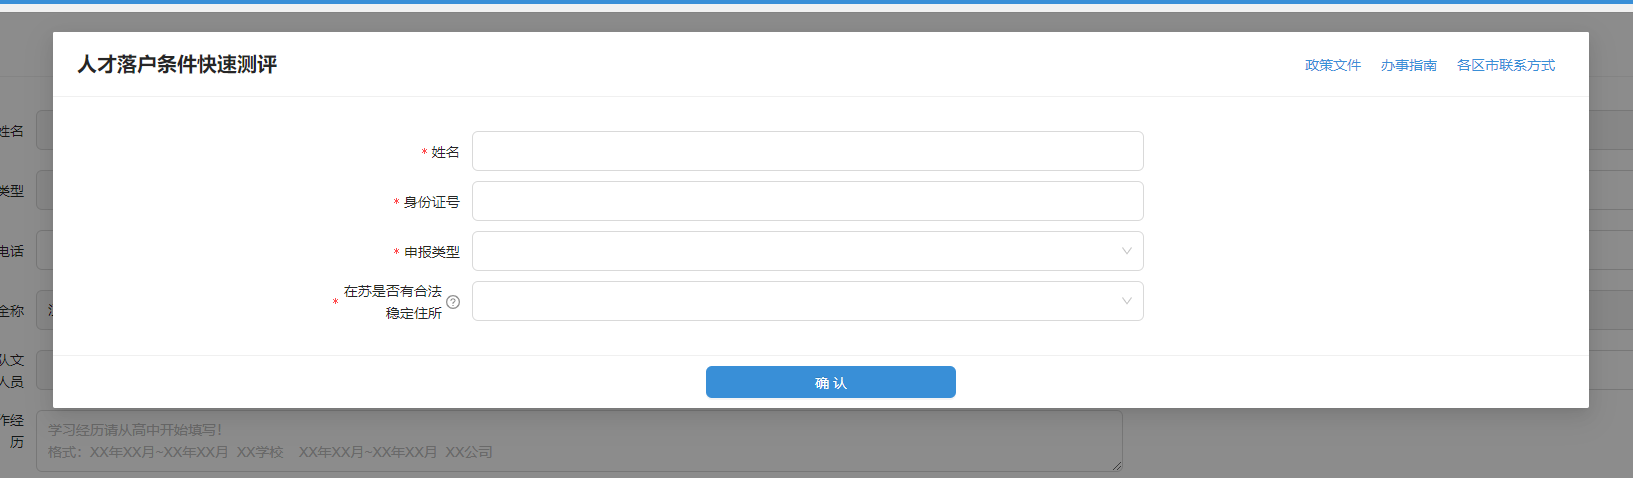 人才落户条件快速测评
政策文件 办事指南 各区市联系方式
* 姓名
* 身份证号
* 申报类型
* 在苏是否有合法
稳定住所 ?
确 认
姓名
类型
电话
全称
队文
人员
作经
历
学习经历请从高中开始填写！
格式：XX年XX月~XX年XX月 XX学校 XX年XX月~XX年XX月 XX公司